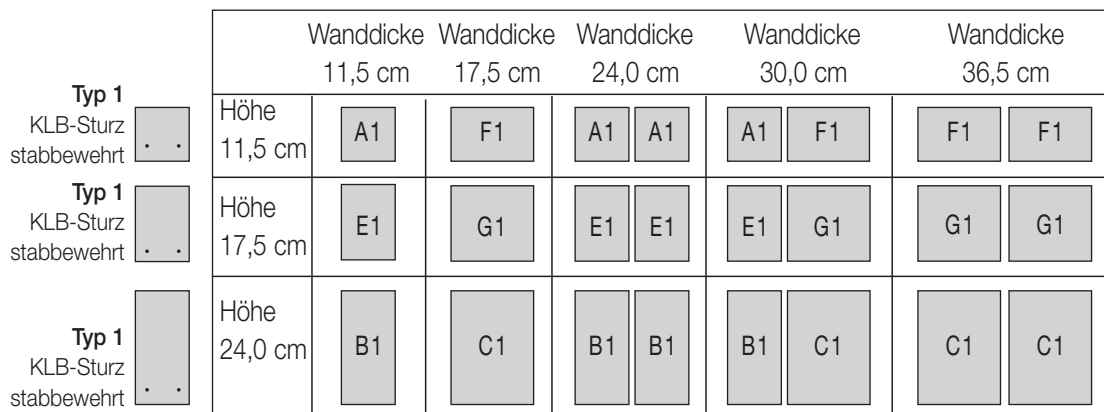 Wanddicke Wanddicke Wanddicke Wanddicke Wanddicke
11,5 cm 17,5 cm 24,0 cm 30,0 cm 36,5 cm
Typ 1
KLB-Sturz
stabbewehrt
Höhe
11,5 cm
A1 F1 A1 A1 A1 F1 F1 F1
Typ 1
KLB-Sturz
stabbewehrt
Höhe
17,5 cm
E1 G1 E1 E1 E1 G1 G1 G1
Typ 1
KLB-Sturz
stabbewehrt
Höhe
24,0 cm
B1 C1 B1 B1 B1 C1 C1 C1